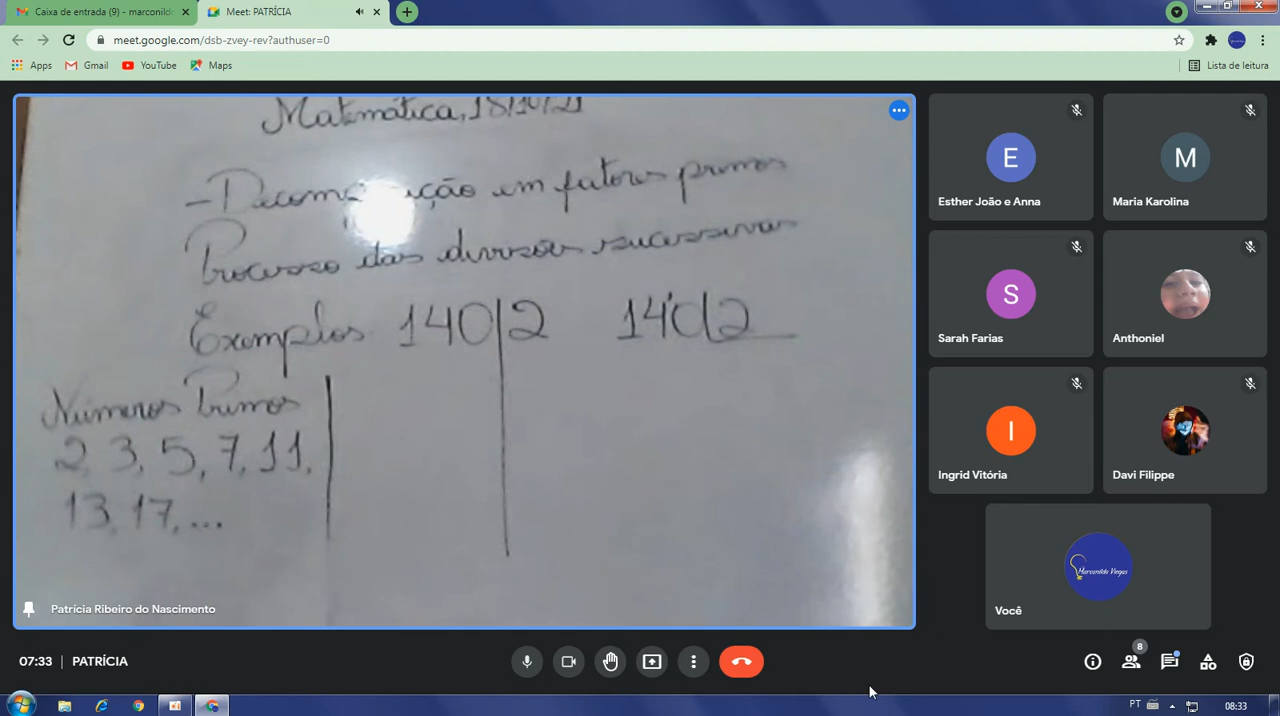 Caixa de entrada (9) - marconild
Meet: PATRÍCIA
meet.google.com/dsb-zvey-rev?authuser=0
Apps
Gmail
YouTube
Maps
Lista de leitura
Matemática, 18/10/21
- Decomposição em fatores primos
Processo das divisões sucessivas
Exemplos 140|2 140|2
Números Primos
2, 3, 5, 7, 11,
13, 17, ...
Patrícia Ribeiro do Nascimento
E
Esther João e Anna
M
Maria Karolina
S
Sarah Farias
Anthoniel
I
Ingrid Vitória
Davi Filippe
Marconildo Viegas
Você
07:33 | PATRÍCIA
8
PT
08:33